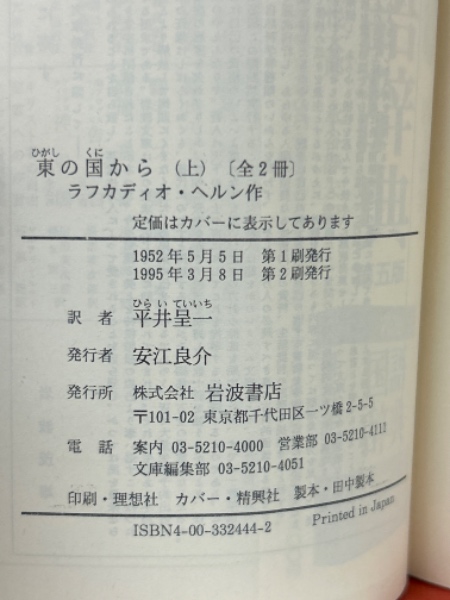 ひがし くに
東の国から (上) 〔全2冊〕
ラフカディオ・ヘルン作
定価はカバーに表示してあります
1952年5月5日 第1刷発行
1995年3月8日 第2刷発行
ひらい ていいち
訳者 平井呈一
発行者 安江良介
発行所 株式会社 岩波書店
〒101-02 東京都千代田区一ツ橋2-5-5
電話 案内 03-5210-4000 営業部 03-5210-4112
文庫編集部 03-5210-4051
印刷・理想社 カバー・精興社 製本・田中製本
ISBN4-00-332444-2 Printed in Japan